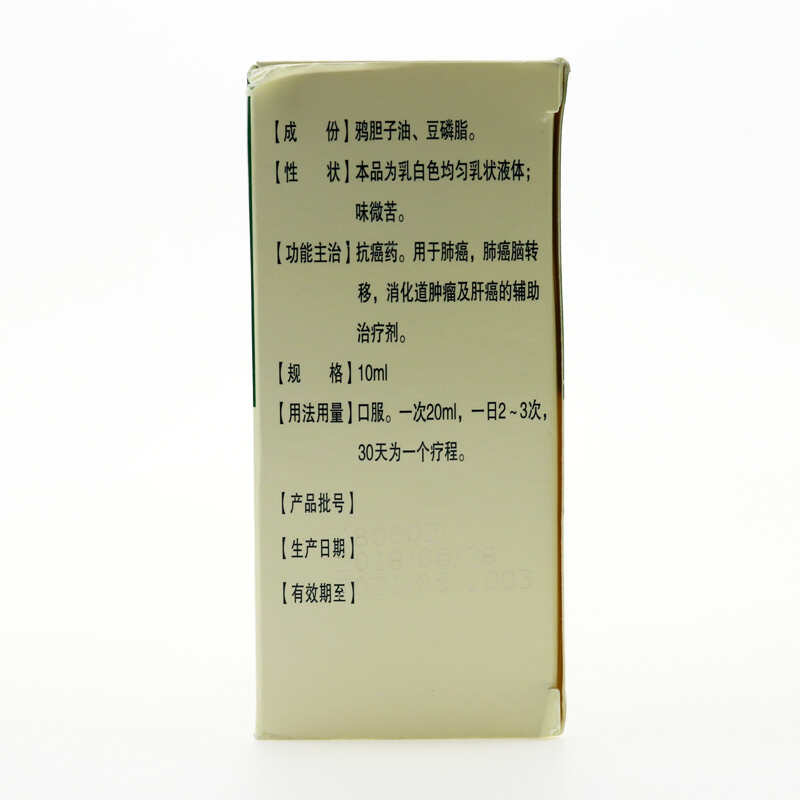 【成　份】鸦胆子油、豆磷脂。
【性　状】本品为乳白色均匀乳状液体；
味微苦。
【功能主治】抗癌药。用于肺癌，肺癌脑转
移，消化道肿瘤及肝癌的辅助
治疗剂。
【规　格】10ml
【用法用量】口服。一次20ml，一日2～3次，
30天为一个疗程。
【产品批号】
【生产日期】
【有效期至】